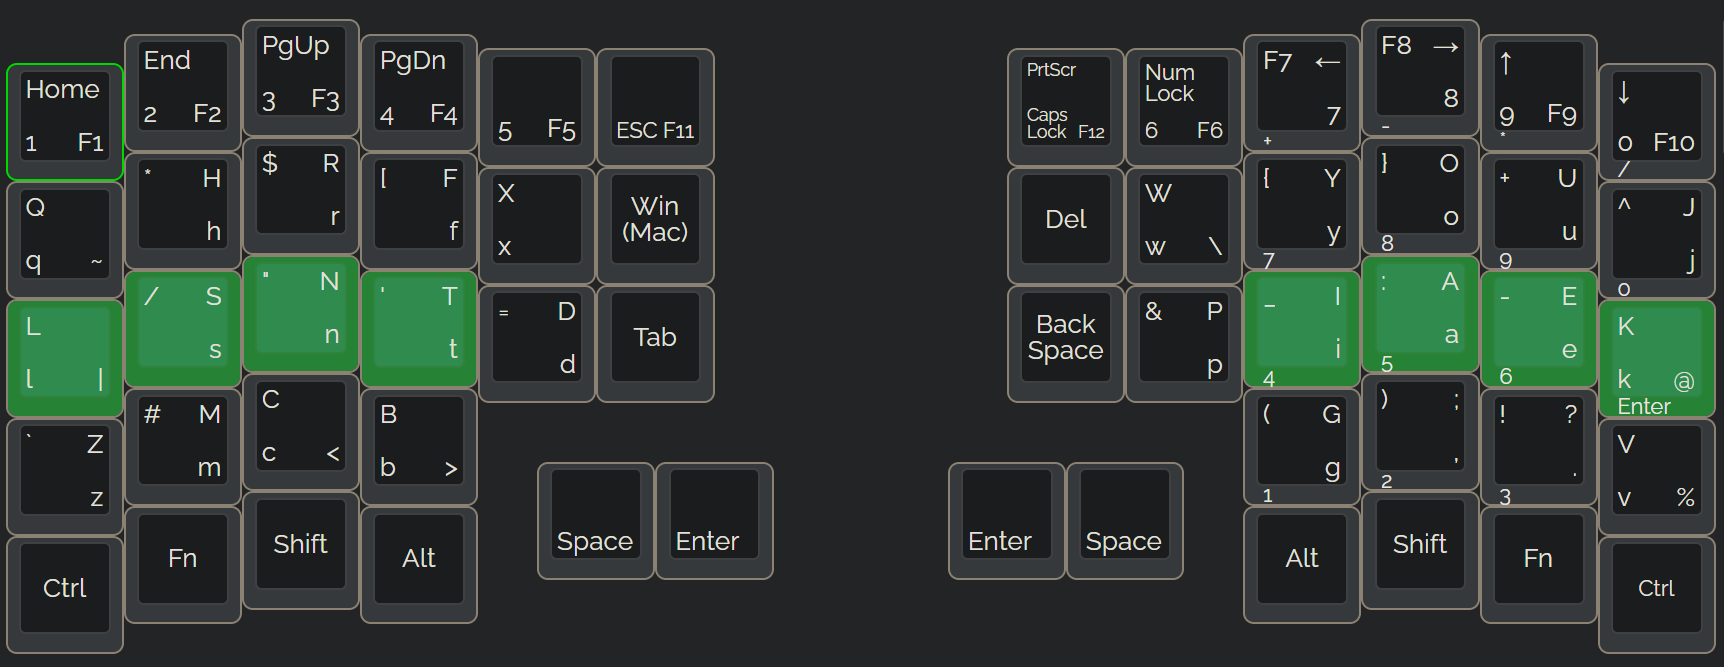 Home
1 F1
End
2 F2
PgUp
3 F3
PgDn
4 F4
5 F5
ESC F11
PrtScr
Caps
Lock F12
Num
Lock
6 F6
F7 ←
7
+
F8 →
8
-
↑
9 F9
*
↓
0 F10
/
Q
q ~
* H
h
$ R
r
[ F
f
X
x
Win
(Mac)
Del
W
w \
{ Y
y
7
} O
o
8
+ U
u
9
^ J
j
0
L
l |
/ S
s
" N
n
' T
t
= D
d
Tab
Back
Space
& P
p
_ I
i
4
: A
a
5
- E
e
6
K
k @
Enter
` Z
z
# M
m
C
c <
B
b >
( G
g
1
) ;
,
2
! ?
.
3
V
v %
Ctrl
Fn
Shift
Alt
Space
Enter
Enter
Space
Alt
Shift
Fn
Ctrl